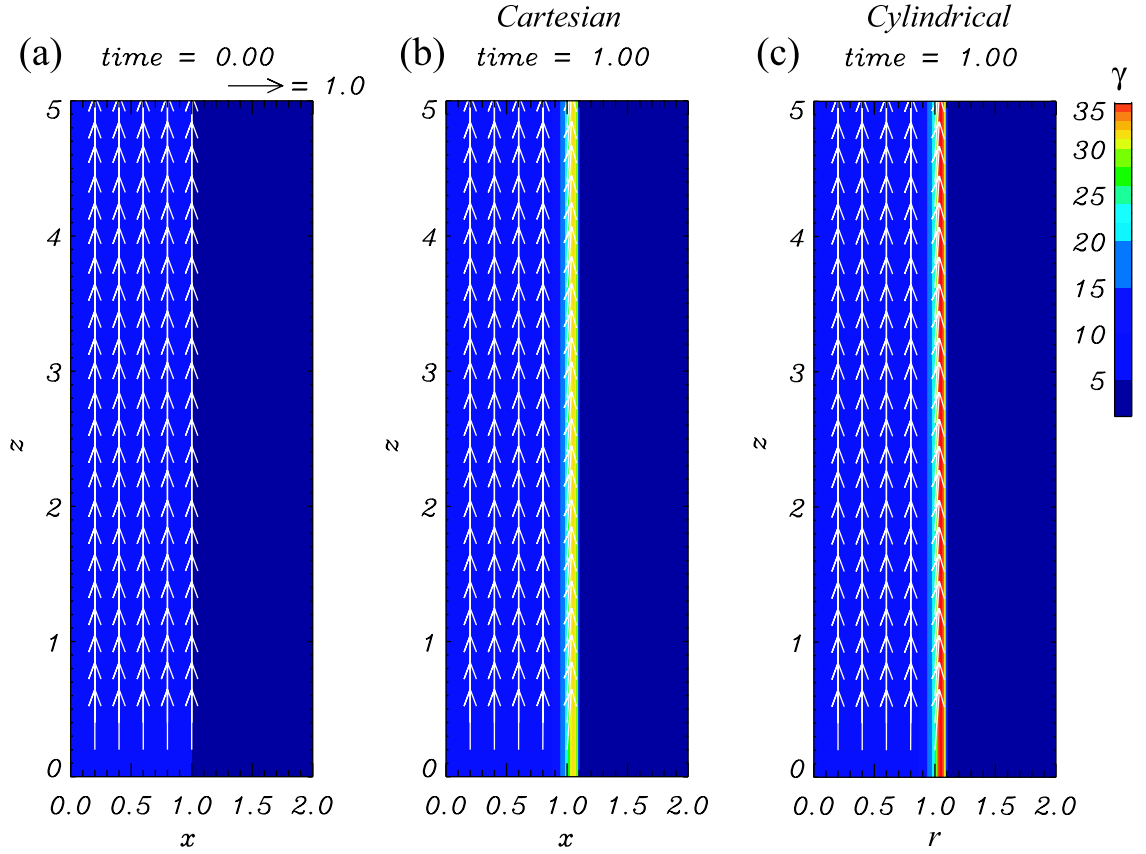 Cartesian Cylindrical
(a) time = 0.00 (b) time = 1.00 (c) time = 1.00
= 1.0
γ
5 5 5 35
30
4 4 4 25
20
3 3 3 15
10
z z z 5
2 2 2
1 1 1
0 0 0
0.0 0.5 1.0 1.5 2.0 0.0 0.5 1.0 1.5 2.0 0.0 0.5 1.0 1.5 2.0
x x r